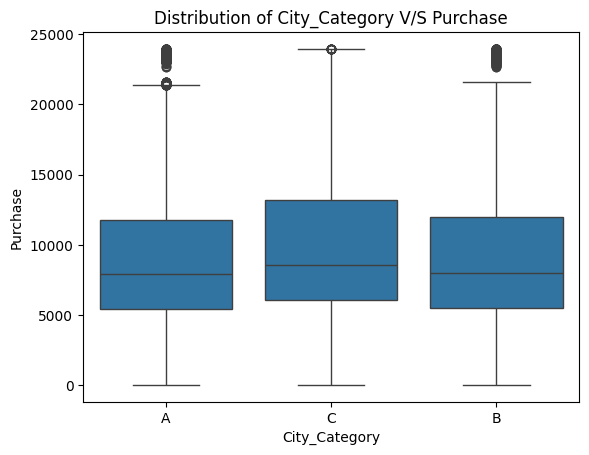 Distribution of City_Category V/S Purchase
25000
20000
15000
10000
5000
0
Purchase
A
C
B
City_Category